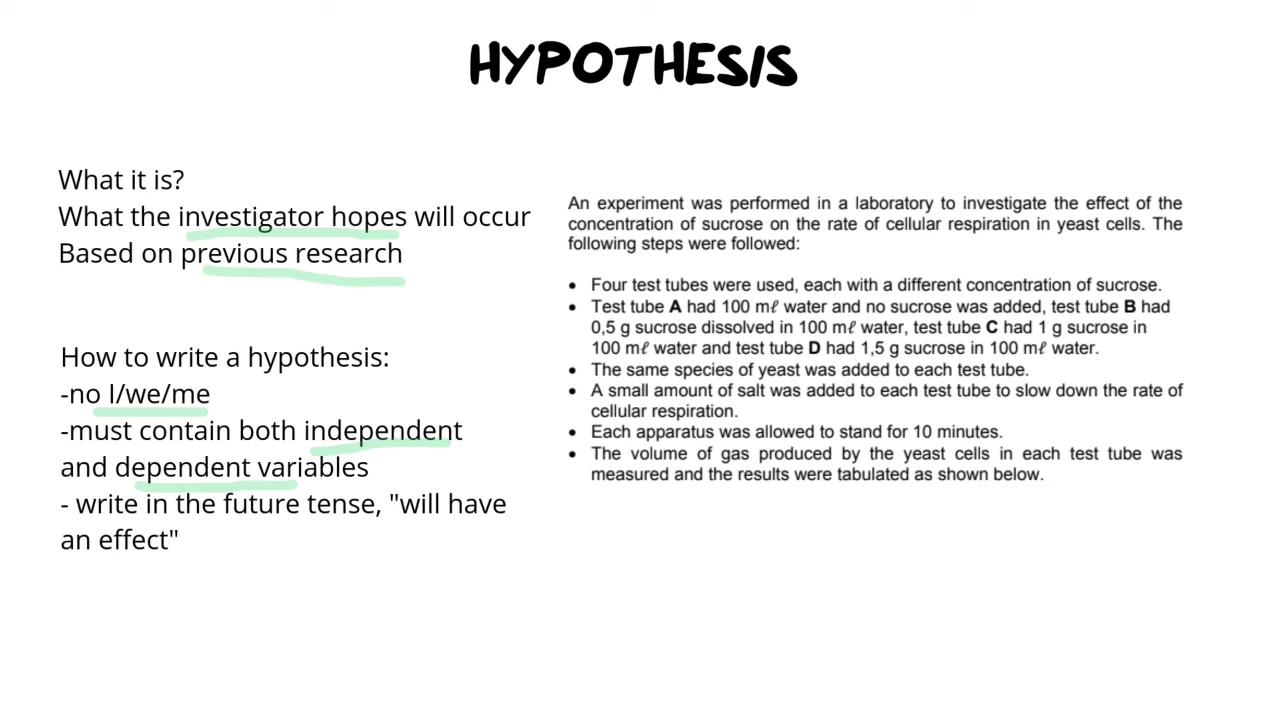 HYPOTHESIS
What it is?
What the investigator hopes will occur
Based on previous research
How to write a hypothesis:
-no I/we/me
-must contain both independent
and dependent variables
- write in the future tense, "will have
an effect"
An experiment was performed in a laboratory to investigate the effect of the
concentration of sucrose on the rate of cellular respiration in yeast cells. The
following steps were followed:
• Four test tubes were used, each with a different concentration of sucrose.
• Test tube A had 100 mℓ water and no sucrose was added, test tube B had
0,5 g sucrose dissolved in 100 mℓ water, test tube C had 1 g sucrose in
100 mℓ water and test tube D had 1,5 g sucrose in 100 mℓ water.
• The same species of yeast was added to each test tube.
• A small amount of salt was added to each test tube to slow down the rate of
cellular respiration.
• Each apparatus was allowed to stand for 10 minutes.
• The volume of gas produced by the yeast cells in each test tube was
measured and the results were tabulated as shown below.